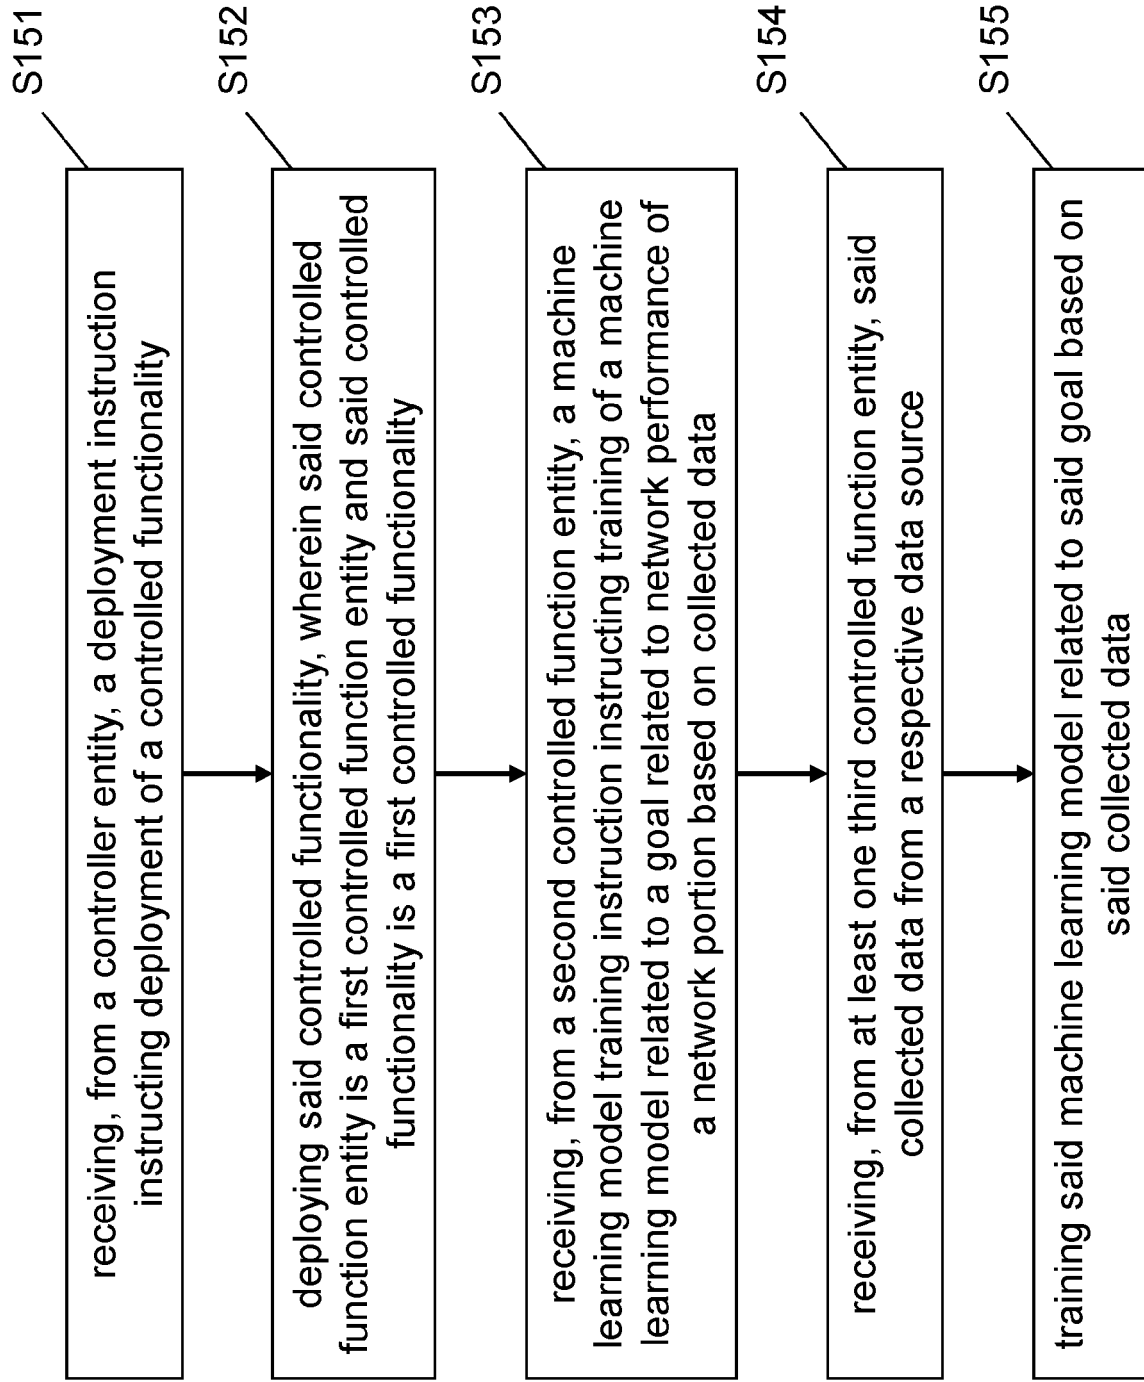 S151
receiving, from a controller entity, a deployment instruction
instructing deployment of a controlled functionality
S152
deploying said controlled functionality, wherein said controlled
function entity is a first controlled function entity and said controlled
functionality is a first controlled functionality
S153
receiving, from a second controlled function entity, a machine
learning model training instruction instructing training of a machine
learning model related to a goal related to network performance of
a network portion based on collected data
S154
receiving, from at least one third controlled function entity, said
collected data from a respective data source
S155
training said machine learning model related to said goal based on
said collected data